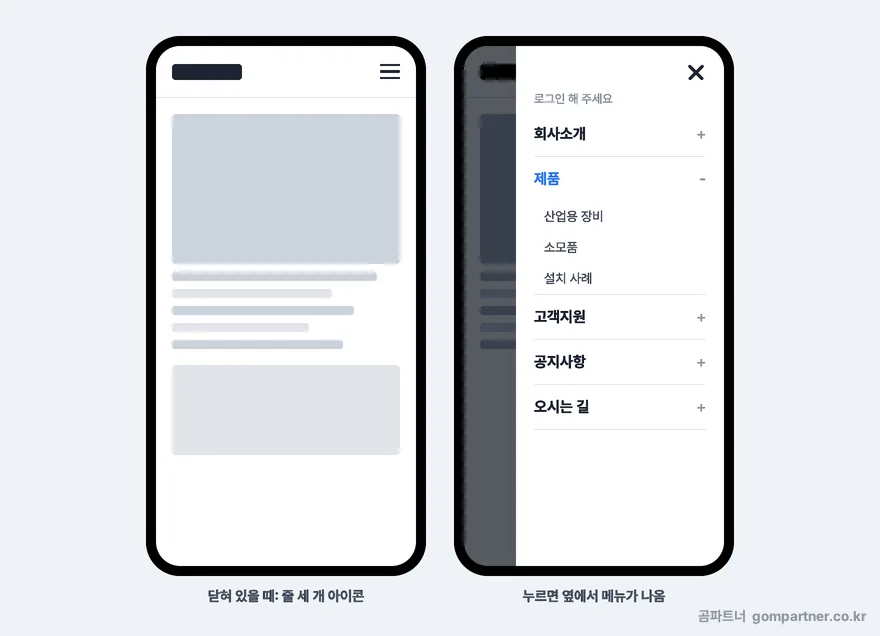 로그인 해 주세요
회사소개 +
제품 -
산업용 장비
소모품
설치 사례
고객지원 +
공지사항 +
오시는 길 +
닫혀 있을 때: 줄 세 개 아이콘
누르면 옆에서 메뉴가 나옴
곰파트너 gompartner.co.kr